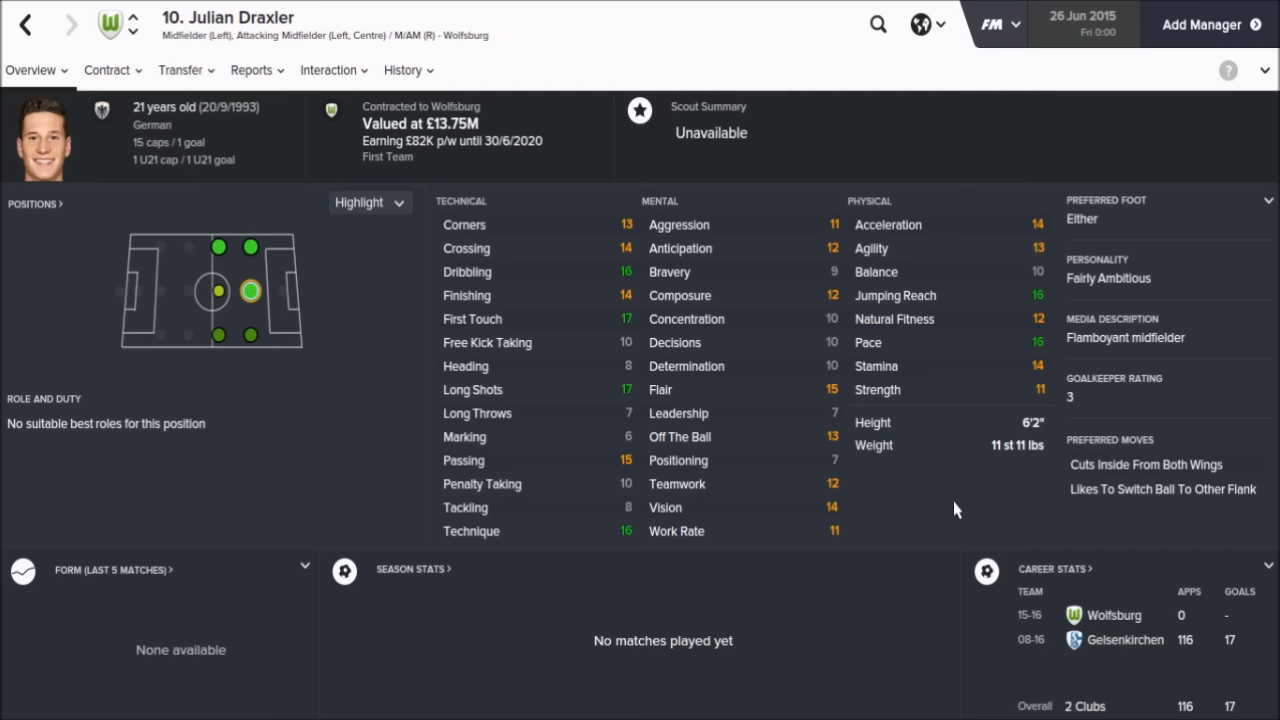 10. Julian Draxler
Midfielder (Left), Attacking Midfielder (Left, Centre) / M/AM (R) - Wolfsburg
FM
26 Jun 2015
Fri 0:00
Add Manager
Overview
Contract
Transfer
Reports
Interaction
History
?
21 years old (20/9/1993)
German
15 caps / 1 goal
1 U21 cap / 1 U21 goal
Contracted to Wolfsburg
Valued at £13.75M
Earning £82K p/w until 30/6/2020
First Team
Scout Summary
Unavailable
POSITIONS >
Highlight
ROLE AND DUTY
No suitable best roles for this position
TECHNICAL
Corners 13
Crossing 14
Dribbling 16
Finishing 14
First Touch 17
Free Kick Taking 10
Heading 8
Long Shots 17
Long Throws 7
Marking 6
Passing 15
Penalty Taking 10
Tackling 8
Technique 16
MENTAL
Aggression 11
Anticipation 12
Bravery 9
Composure 12
Concentration 10
Decisions 10
Determination 10
Flair 15
Leadership 7
Off The Ball 13
Positioning 7
Teamwork 12
Vision 14
Work Rate 11
PHYSICAL
Acceleration 14
Agility 13
Balance 10
Jumping Reach 16
Natural Fitness 12
Pace 16
Stamina 14
Strength 11
Height 6'2"
Weight 11 st 11 lbs
PREFERRED FOOT
Either
PERSONALITY
Fairly Ambitious
MEDIA DESCRIPTION
Flamboyant midfielder
GOALKEEPER RATING
3
PREFERRED MOVES
Cuts Inside From Both Wings
Likes To Switch Ball To Other Flank
FORM (LAST 5 MATCHES) >
None available
SEASON STATS >
No matches played yet
CAREER STATS >
TEAM APPS GOALS
15-16 Wolfsburg 0 -
08-16 Gelsenkirchen 116 17
Overall 2 Clubs 116 17